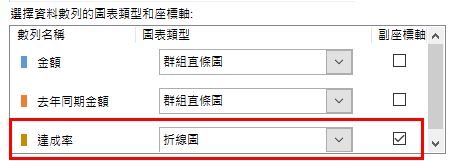 選擇資料數列的圖表類型和座標軸:
數列名稱 圖表類型 副座標軸
金額 群組直條圖
去年同期金額 群組直條圖
達成率 折線圖